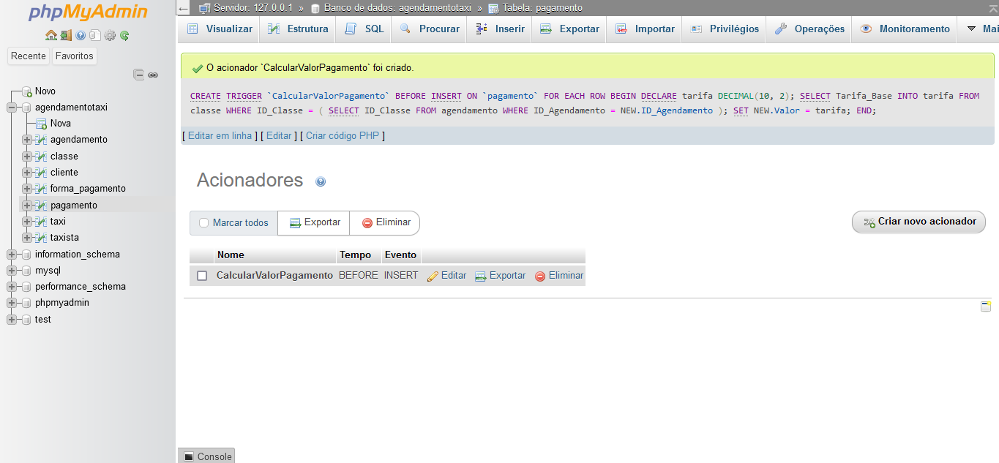 phpMyAdmin
Recente Favoritos
Novo
agendamentotaxi
Nova
agendamento
classe
cliente
forma_pagamento
pagamento
taxi
taxista
information_schema
mysql
performance_schema
phpmyadmin
test
Servidor: 127.0.0.1 » Banco de dados: agendamentotaxi » Tabela: pagamento
Visualizar Estrutura SQL Procurar Inserir Exportar Importar Privilégios Operações Monitoramento Mai
O acionador `CalcularValorPagamento` foi criado.
CREATE TRIGGER `CalcularValorPagamento` BEFORE INSERT ON `pagamento` FOR EACH ROW BEGIN DECLARE tarifa DECIMAL(10, 2); SELECT Tarifa_Base INTO tarifa FROM
classe WHERE ID_Classe = ( SELECT ID_Classe FROM agendamento WHERE ID_Agendamento = NEW.ID_Agendamento ); SET NEW.Valor = tarifa; END;
[ Editar em linha ] [ Editar ] [ Criar código PHP ]
Acionadores
Marcar todos Exportar Eliminar Criar novo acionador
Nome Tempo Evento
CalcularValorPagamento BEFORE INSERT Editar Exportar Eliminar
Console